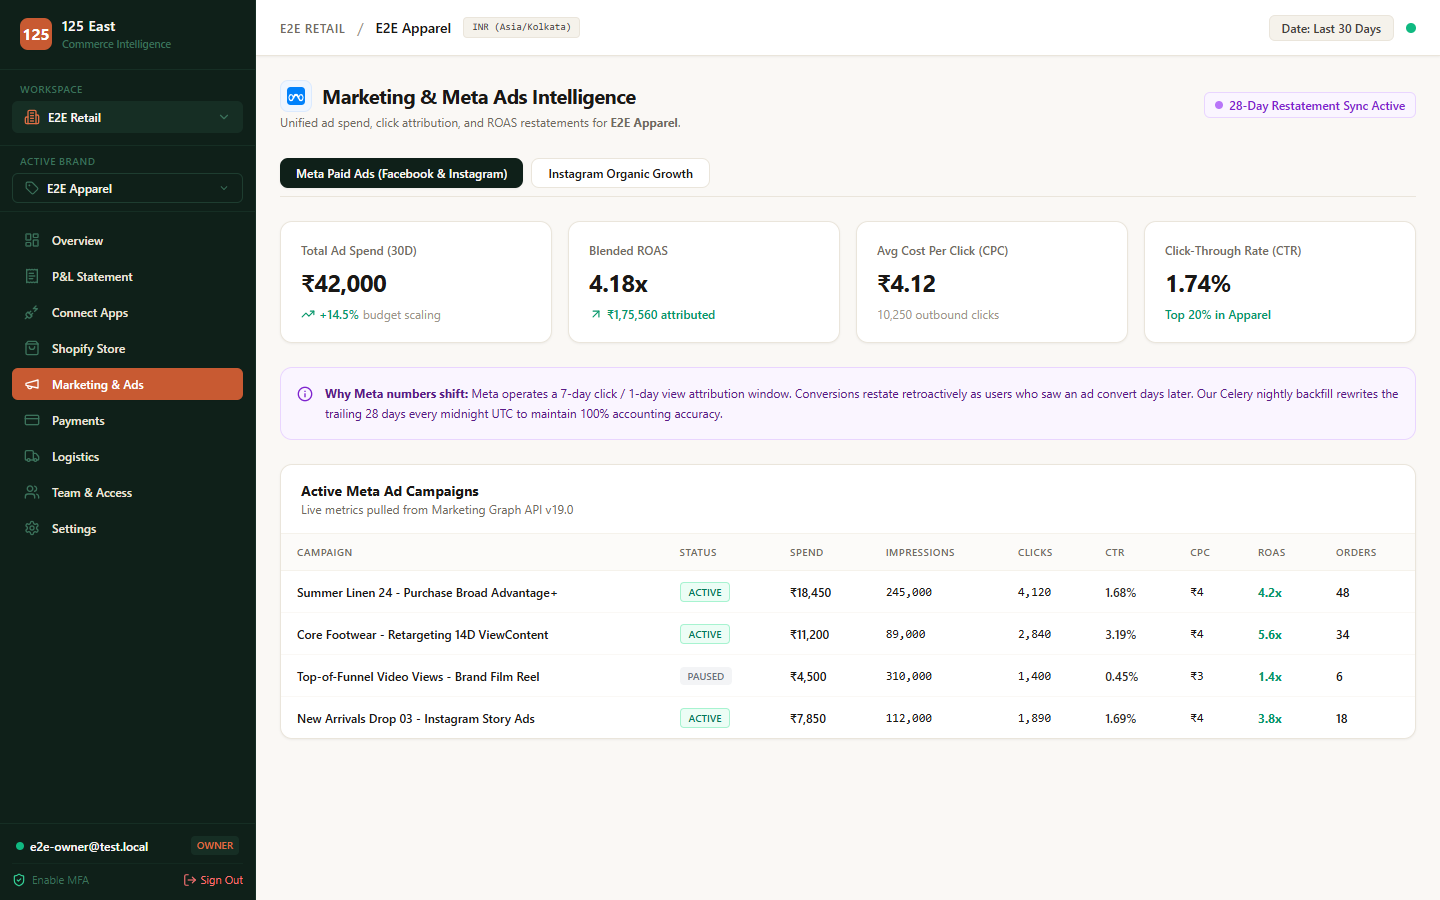 125
125 East
Commerce Intelligence
WORKSPACE
E2E Retail
ACTIVE BRAND
E2E Apparel
Overview
P&L Statement
Connect Apps
Shopify Store
Marketing & Ads
Payments
Logistics
Team & Access
Settings
e2e-owner@test.local
OWNER
Enable MFA
Sign Out
E2E RETAIL / E2E Apparel INR (Asia/Kolkata)
Date: Last 30 Days
Marketing & Meta Ads Intelligence
Unified ad spend, click attribution, and ROAS restatements for E2E Apparel.
28-Day Restatement Sync Active
Meta Paid Ads (Facebook & Instagram)
Instagram Organic Growth
Total Ad Spend (30D)
₹42,000
+14.5% budget scaling
Blended ROAS
4.18x
₹1,75,560 attributed
Avg Cost Per Click (CPC)
₹4.12
10,250 outbound clicks
Click-Through Rate (CTR)
1.74%
Top 20% in Apparel
Why Meta numbers shift: Meta operates a 7-day click / 1-day view attribution window. Conversions restate retroactively as users who saw an ad convert days later. Our Celery nightly backfill rewrites the
trailing 28 days every midnight UTC to maintain 100% accounting accuracy.
Active Meta Ad Campaigns
Live metrics pulled from Marketing Graph API v19.0
CAMPAIGN STATUS SPEND IMPRESSIONS CLICKS CTR CPC ROAS ORDERS
Summer Linen 24 - Purchase Broad Advantage+ ACTIVE ₹18,450 245,000 4,120 1.68% ₹4 4.2x 48
Core Footwear - Retargeting 14D ViewContent ACTIVE ₹11,200 89,000 2,840 3.19% ₹4 5.6x 34
Top-of-Funnel Video Views - Brand Film Reel PAUSED ₹4,500 310,000 1,400 0.45% ₹3 1.4x 6
New Arrivals Drop 03 - Instagram Story Ads ACTIVE ₹7,850 112,000 1,890 1.69% ₹4 3.8x 18